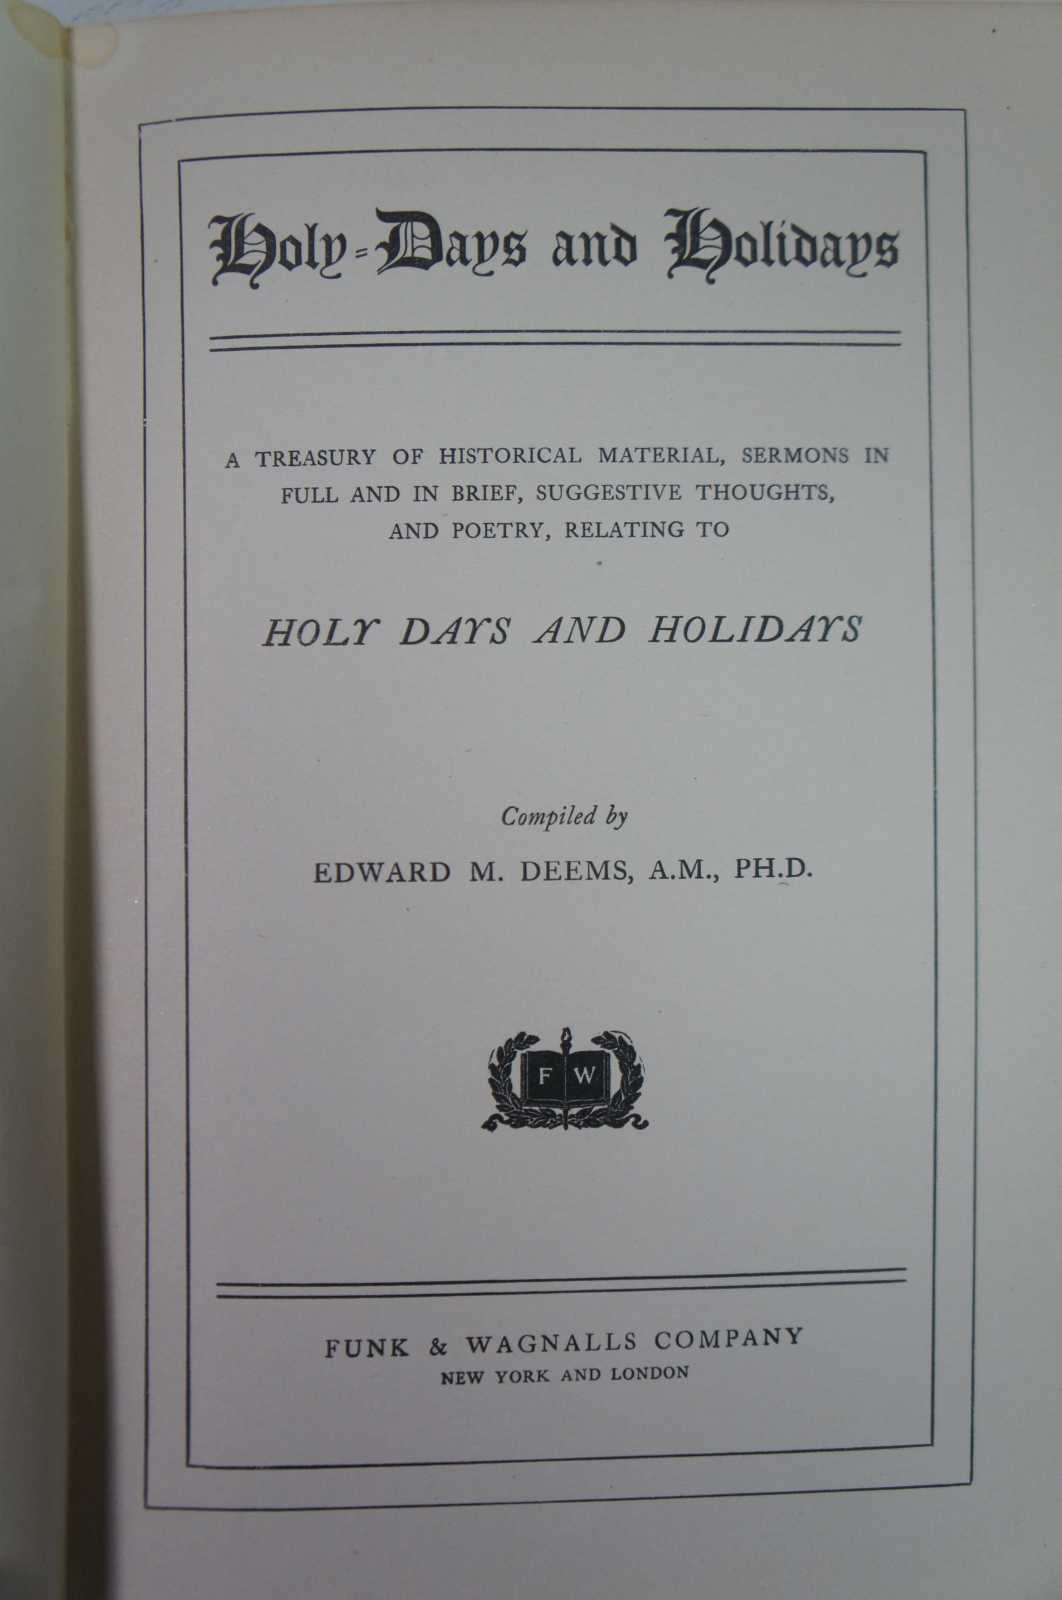 Holy-Days and Holidays
A TREASURY OF HISTORICAL MATERIAL, SERMONS IN
FULL AND IN BRIEF, SUGGESTIVE THOUGHTS,
AND POETRY, RELATING TO
HOLY DAYS AND HOLIDAYS
Compiled by
EDWARD M. DEEMS, A.M., PH.D.
F W
FUNK & WAGNALLS COMPANY
NEW YORK AND LONDON